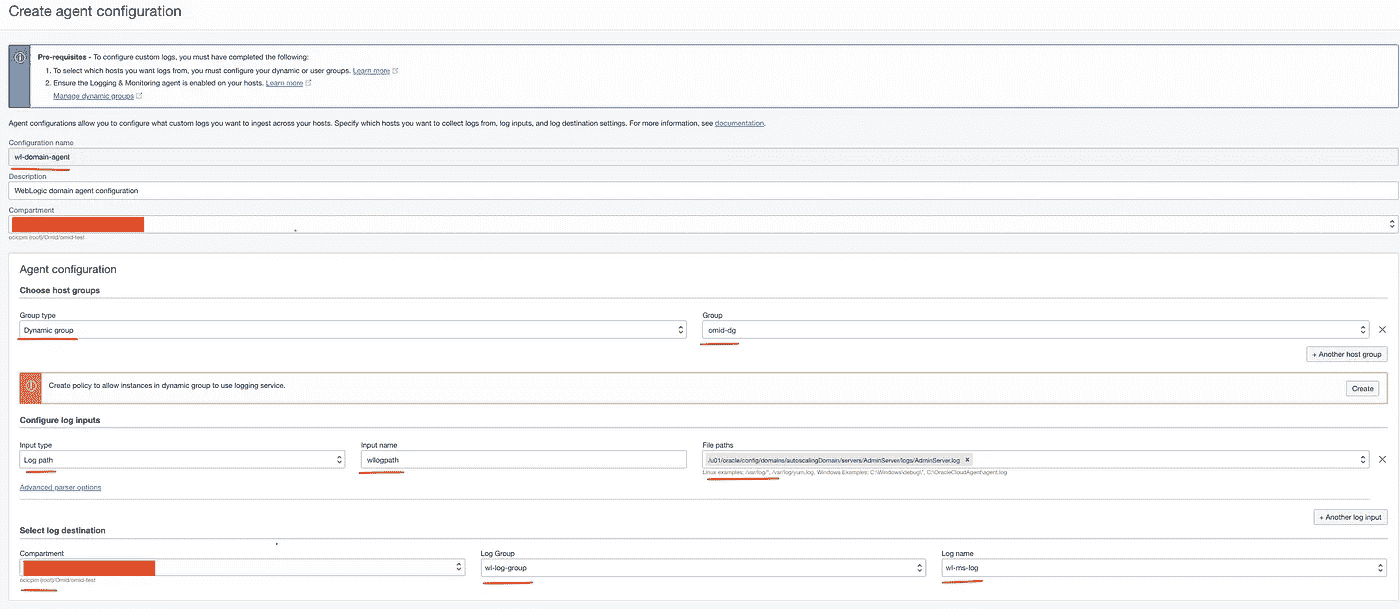 Create agent configuration
Pre-requisites - To configure custom logs, you must have completed the following:
1. To select which hosts you want logs from, you must configure your dynamic or user groups. Learn more
2. Ensure the Logging & Monitoring agent is enabled on your hosts. Learn more
Manage dynamic groups
Agent configurations allow you to configure what custom logs you want to ingest across your hosts. Specify which hosts you want to collect logs from, log inputs, and log destination settings. For more information, see documentation.
Configuration name
wl-domain-agent
Description
WebLogic domain agent configuration
Compartment
ocicpm (root)/Omid/omid-test
Agent configuration
Choose host groups
Group type Group
Dynamic group omid-dg
+ Another host group
Create policy to allow instances in dynamic group to use logging service. Create
Configure log inputs
Input type Input name File paths
Log path wllogpath /u01/oracle/config/domains/autoscalingDomain/servers/AdminServer/logs/AdminServer.log ×
Linux examples: /var/log/*, /var/log/yum.log, Windows Examples: C:\Windows\debug\*, C:\OracleCloudAgent\agent.log
Advanced parser options
+ Another log input
Select log destination
Compartment Log Group Log name
wl-log-group wl-ms-log
ocicpm (root)/Omid/omid-test